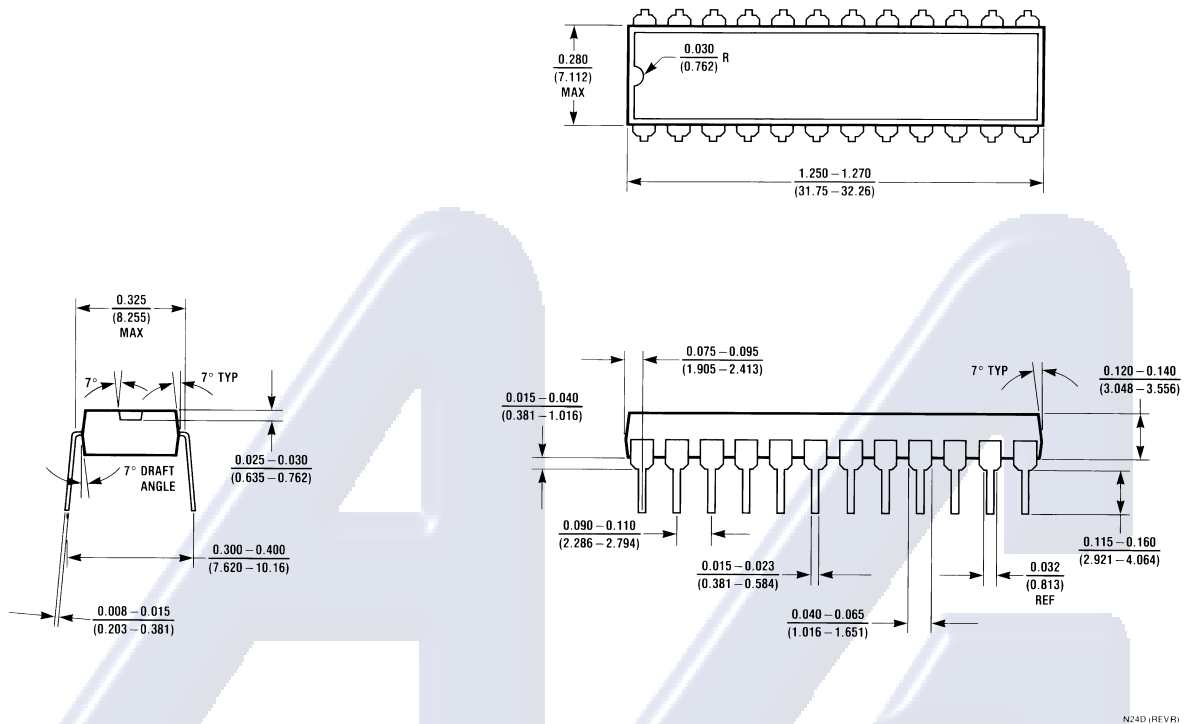 0.280
(7.112)
MAX
0.030
(0.762)
R
1.250 – 1.270
(31.75 – 32.26)
0.325
(8.255)
MAX
7°
7° TYP
0.025 – 0.030
(0.635 – 0.762)
7° DRAFT
ANGLE
0.300 – 0.400
(7.620 – 10.16)
0.008 – 0.015
(0.203 – 0.381)
0.075 – 0.095
(1.905 – 2.413)
7° TYP
0.120 – 0.140
(3.048 – 3.556)
0.015 – 0.040
(0.381 – 1.016)
0.090 – 0.110
(2.286 – 2.794)
0.015 – 0.023
(0.381 – 0.584)
0.040 – 0.065
(1.016 – 1.651)
0.032
(0.813)
REF
0.115 – 0.160
(2.921 – 4.064)
N24D (REV B)